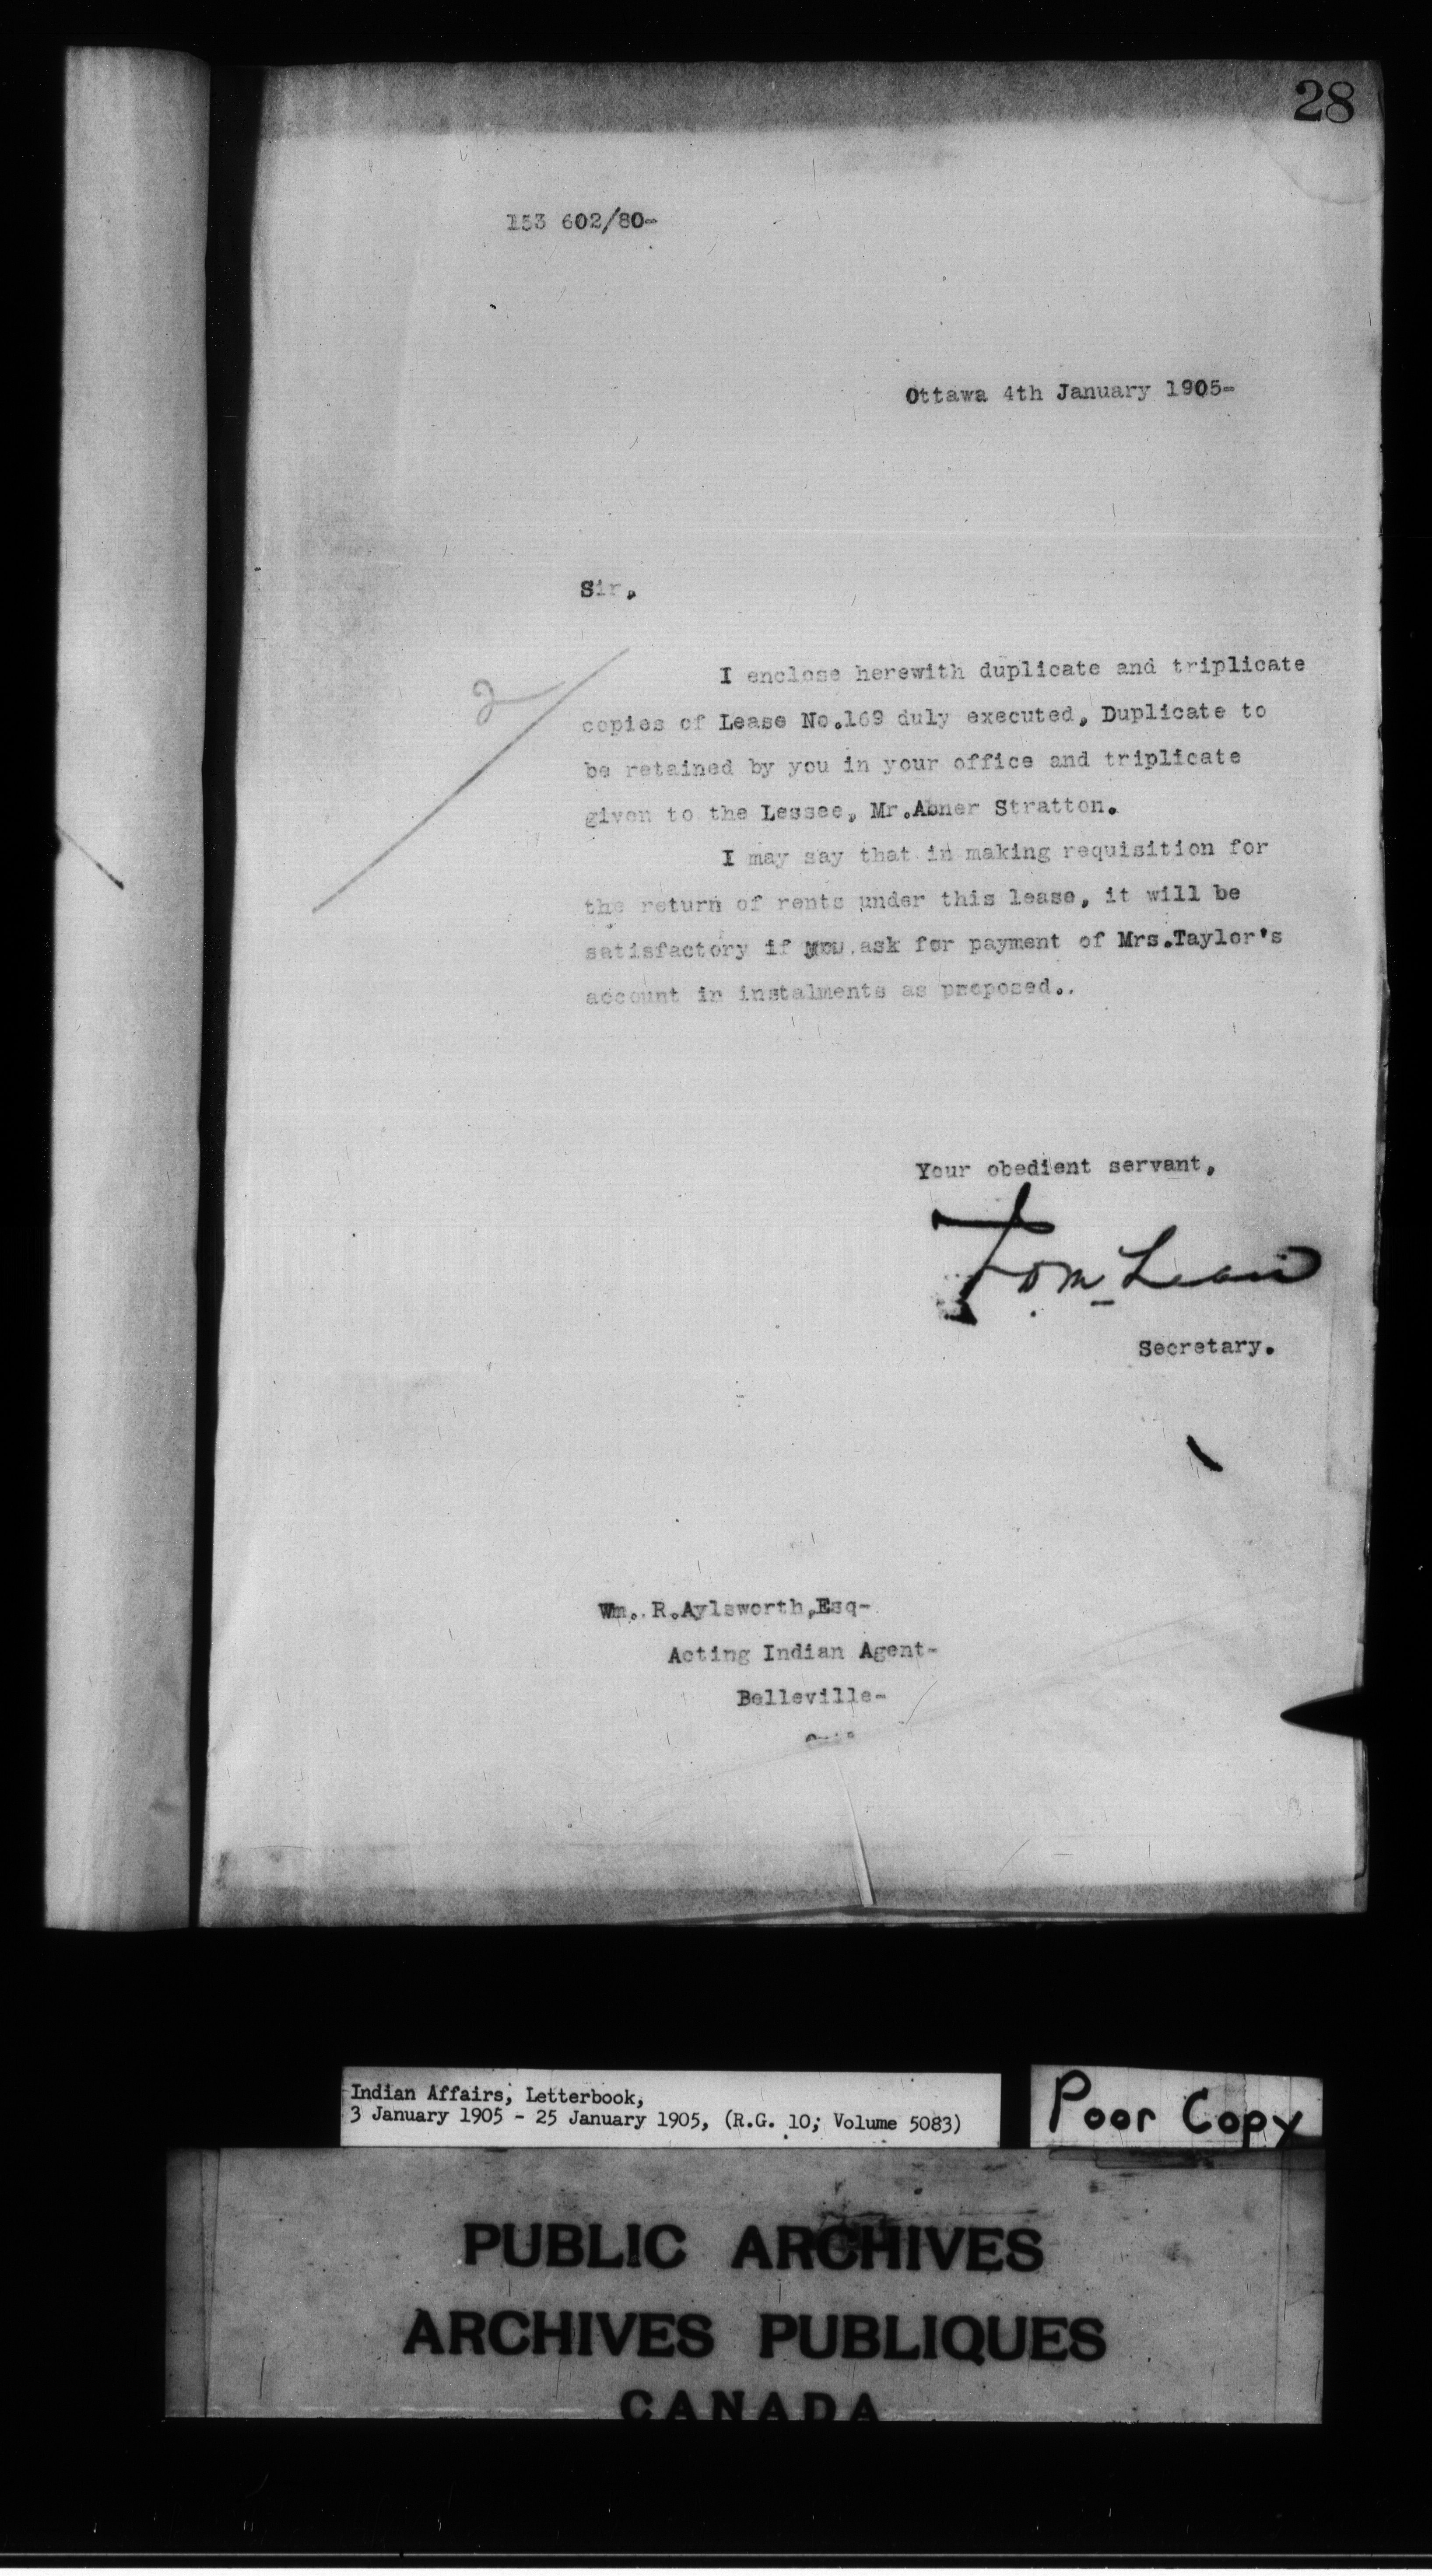 28
153 602/80-
Ottawa 4th January 1905-
Sir,
2
I enclose herewith duplicate and triplicate
copies of Lease No.169 duly executed, Duplicate to
be retained by you in your office and triplicate
given to the Lessee, Mr.Abner Stratton.
I may say that in making requisition for
the return of rents under this lease, it will be
satisfactory if you ask for payment of Mrs.Taylor's
account in instalments as proposed..
Your obedient servant,
Secretary.
Wm. R.Aylsworth,Esq-
Acting Indian Agent-
Belleville-
Indian Affairs, Letterbook,
3 January 1905 - 25 January 1905, (R.G. 10; Volume 5083)
Poor Copy
PUBLIC ARCHIVES
ARCHIVES PUBLIQUES
CANADA